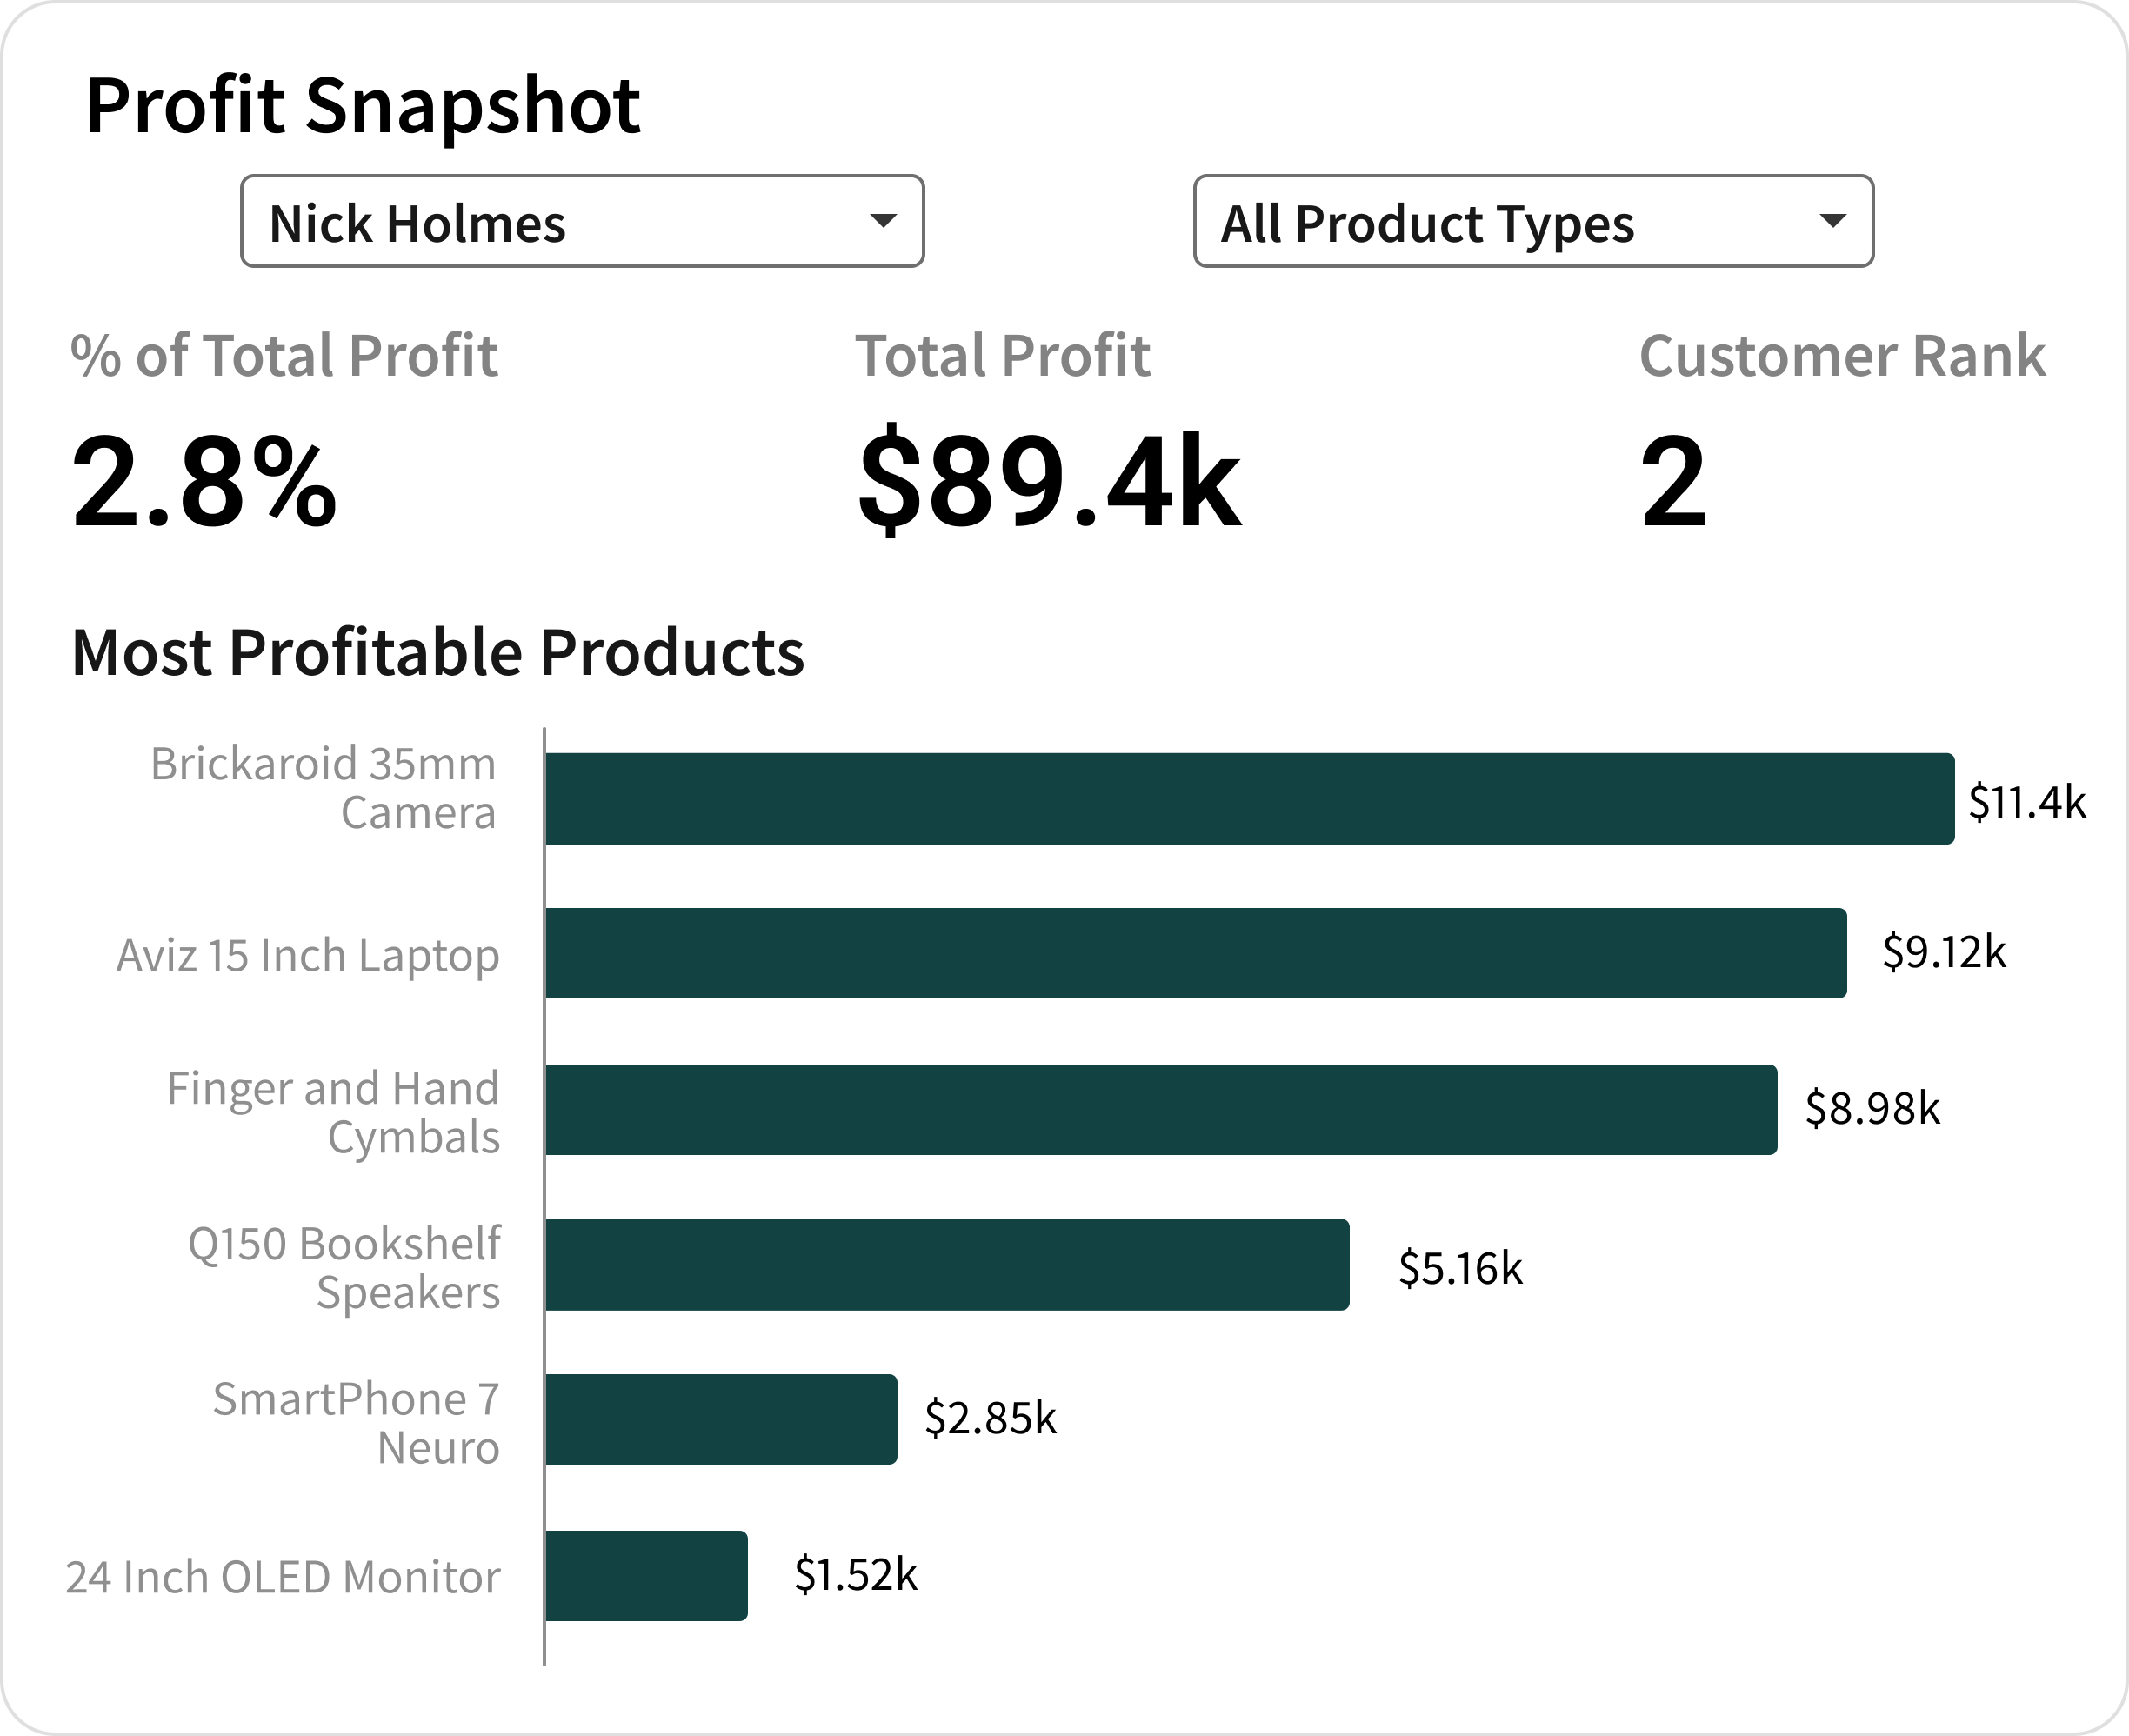 Profit Snapshot
Nick Holmes
All Product Types
% of Total Profit
Total Profit
Customer Rank
2.8%
$89.4k
2
Most Profitable Products
Brickaroid 35mm
Camera
$11.4k
Aviz 15 Inch Laptop
$9.12k
Finger and Hand
Cymbals
$8.98k
Q150 Bookshelf
Speakers
$5.16k
SmartPhone 7
Neuro
$2.85k
24 Inch OLED Monitor
$1.52k